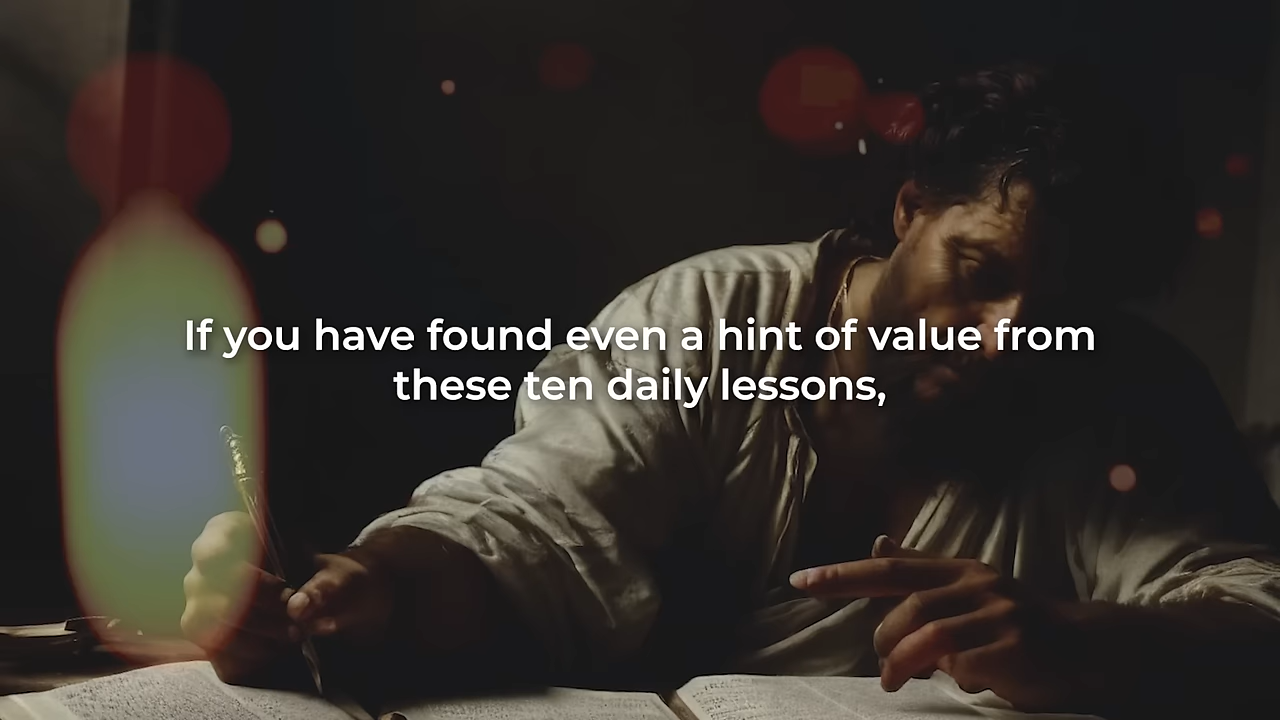 If you have found even a hint of value from
these ten daily lessons,